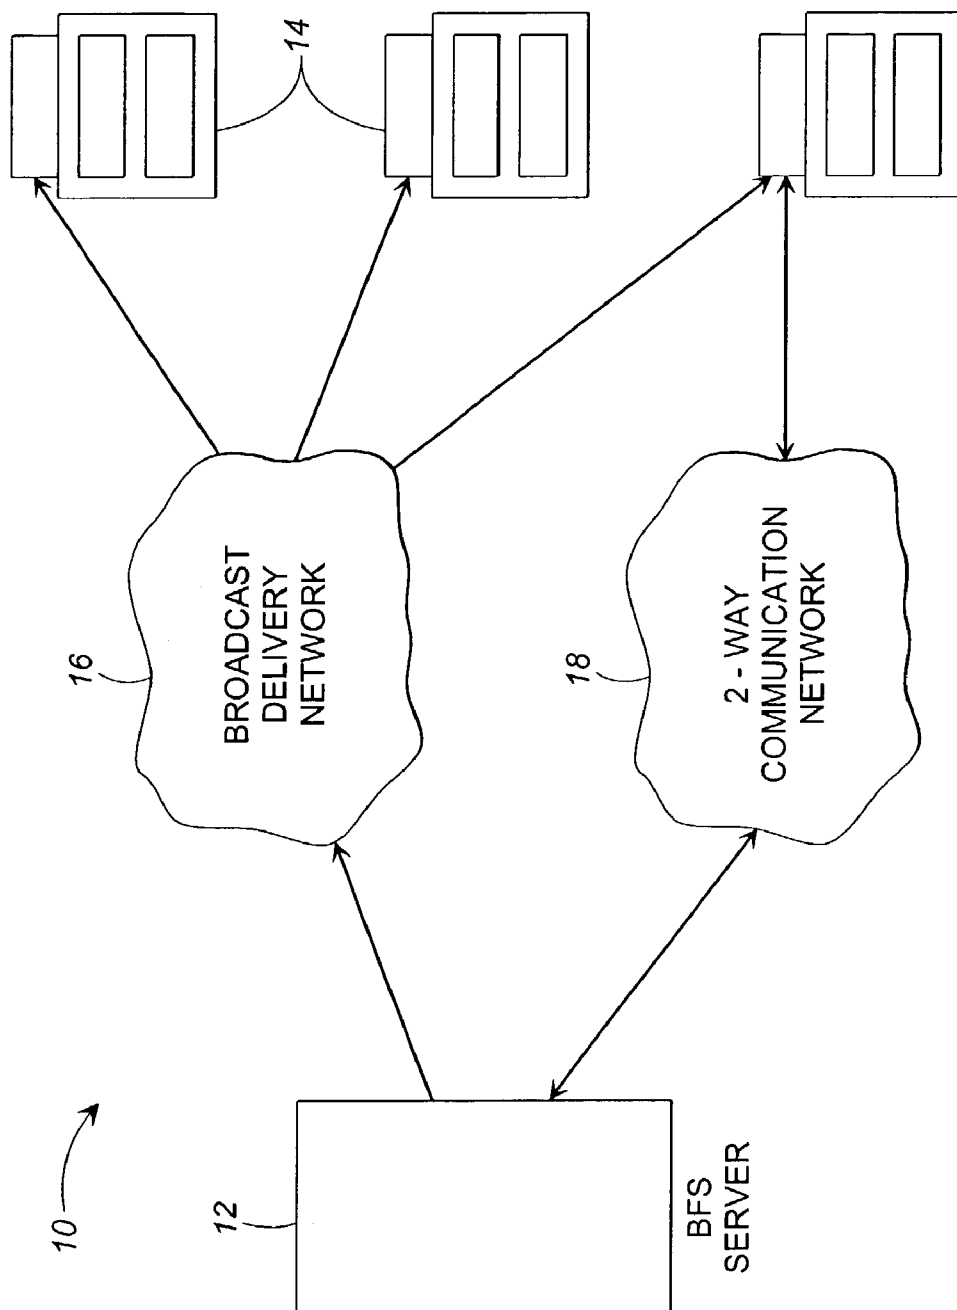 10
12
BFS
SERVER
16
BROADCAST
DELIVERY
NETWORK
18
2 - WAY
COMMUNICATION
NETWORK
14